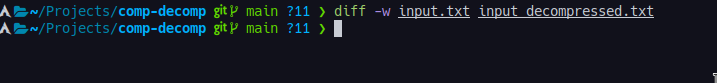 ~/Projects/comp-decomp git main ?11 ❯ diff -w input.txt input_decompressed.txt
~/Projects/comp-decomp git main ?11 ❯